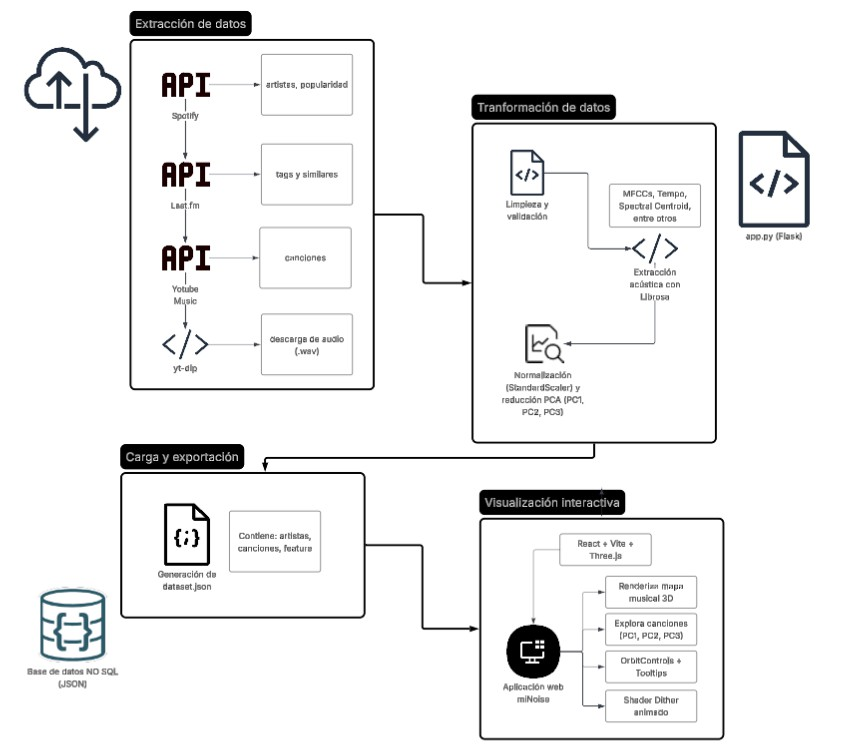 Extracción de datos
API
artistas, popularidad
Spotify
API
tags y similares
Last.fm
API
canciones
Yotube
Music
</>
descarga de audio
(.wav)
yt-dlp
Tranformación de datos
</>
Limpieza y
validación
MFCCs, Tempo,
Spectral Centroid,
entre otros
</>
Extracción
acústica con
Librosa
Normalización
(StandardScaler) y
reducción PCA (PC1,
PC2, PC3)
</>
app.py (Flask)
Carga y exportación
{;}
Contiene: artistas,
canciones, feature
Generación de
dataset.json
{-}
Base de datos NO SQL
(JSON)
Visualización interactiva
React + Vite +
Three.js
Aplicación web
miNoise
Renderiza mapa
musical 3D
Explora canciones
(PC1, PC2, PC3)
OrbitControls +
Tooltips
Shader Dither
animado